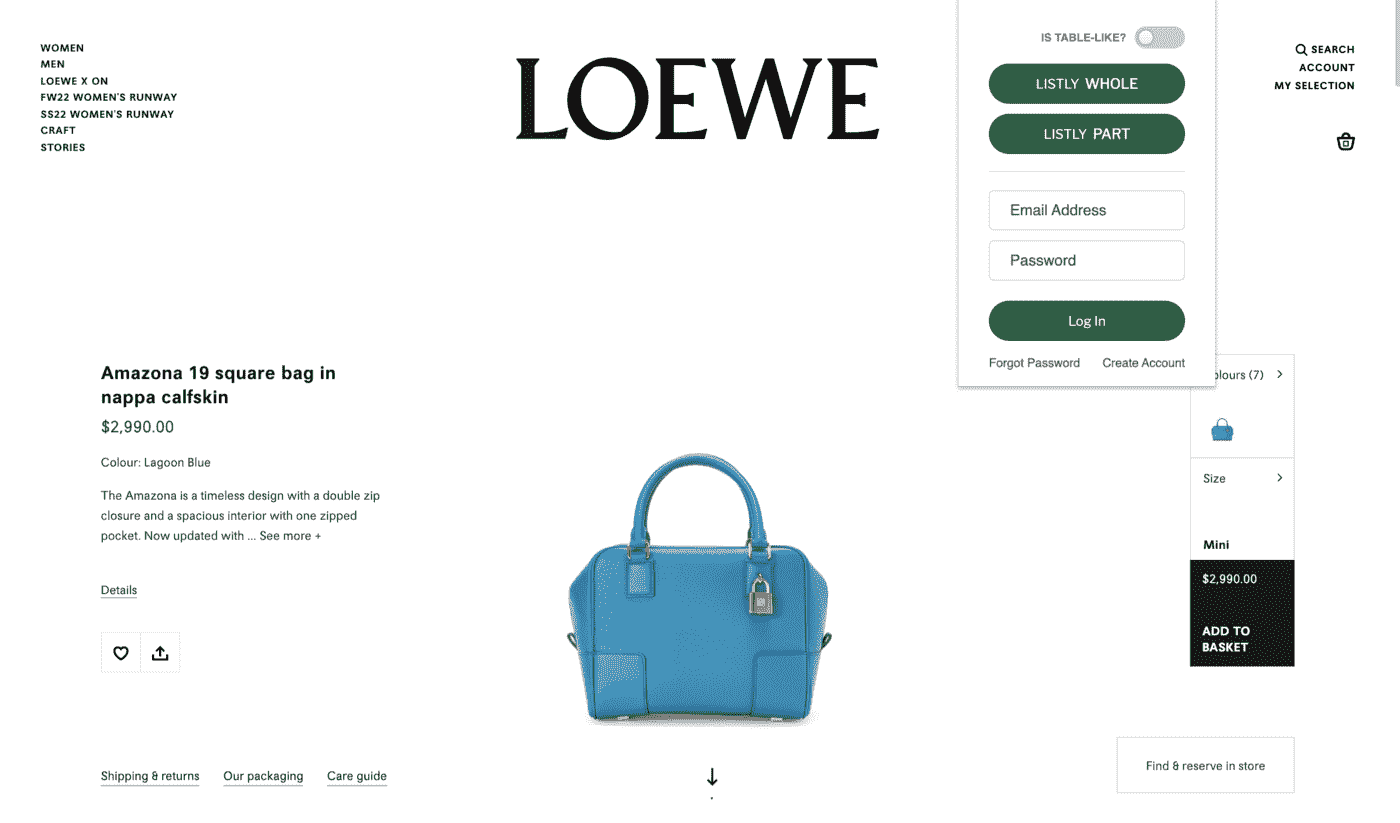 WOMEN
MEN
LOEWE X ON
FW22 WOMEN'S RUNWAY
SS22 WOMEN'S RUNWAY
CRAFT
STORIES
LOEWE
IS TABLE-LIKE?
LISTLY WHOLE
LISTLY PART
Email Address
Password
Log In
Forgot Password Create Account
SEARCH
ACCOUNT
MY SELECTION
0
Amazona 19 square bag in
nappa calfskin
$2,990.00
Colour: Lagoon Blue
The Amazona is a timeless design with a double zip
closure and a spacious interior with one zipped
pocket. Now updated with ... See more +
Details
olours (7)
Size
Mini
$2,990.00
ADD TO
BASKET
Shipping & returns Our packaging Care guide
Find & reserve in store